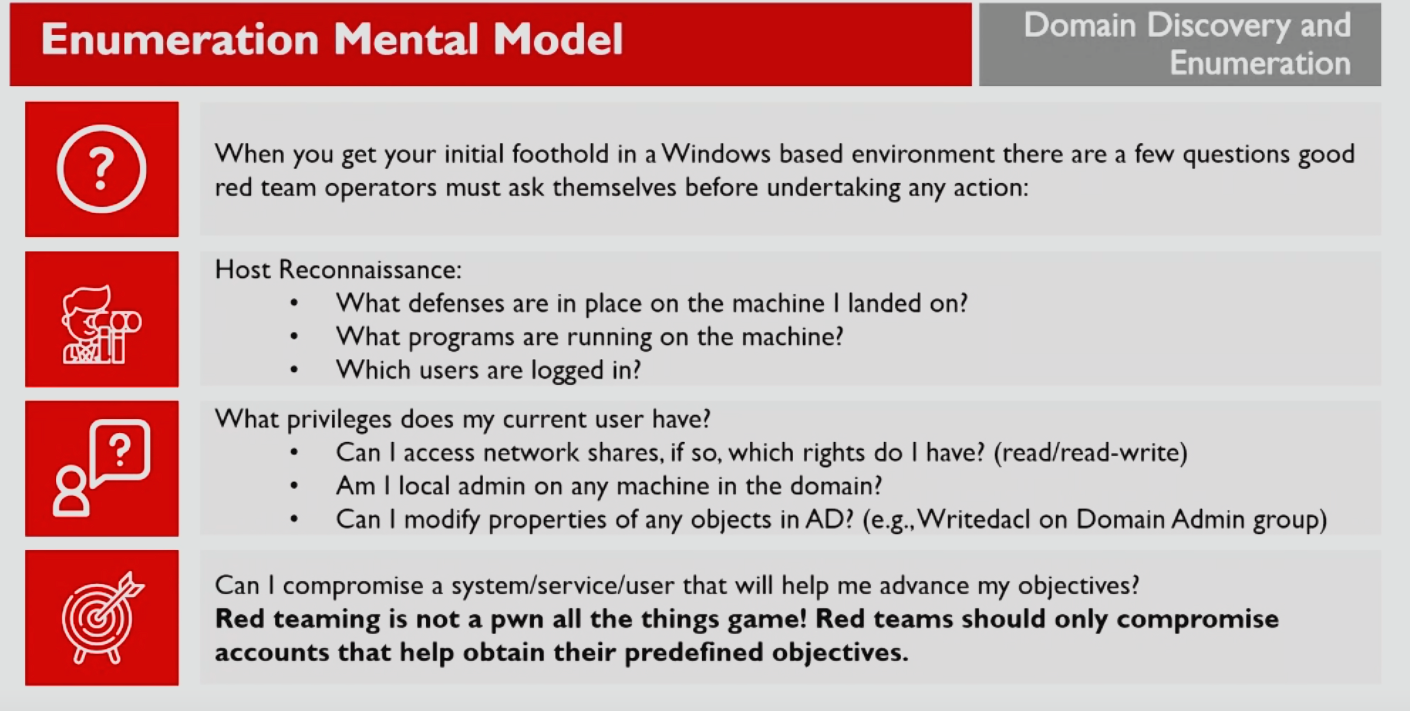 Enumeration Mental Model
Domain Discovery and
Enumeration
?
When you get your initial foothold in a Windows based environment there are a few questions good
red team operators must ask themselves before undertaking any action:
Host Reconnaissance:
• What defenses are in place on the machine I landed on?
• What programs are running on the machine?
• Which users are logged in?
?
What privileges does my current user have?
• Can I access network shares, if so, which rights do I have? (read/read-write)
• Am I local admin on any machine in the domain?
• Can I modify properties of any objects in AD? (e.g., Writedacl on Domain Admin group)
Can I compromise a system/service/user that will help me advance my objectives?
Red teaming is not a pwn all the things game! Red teams should only compromise
accounts that help obtain their predefined objectives.